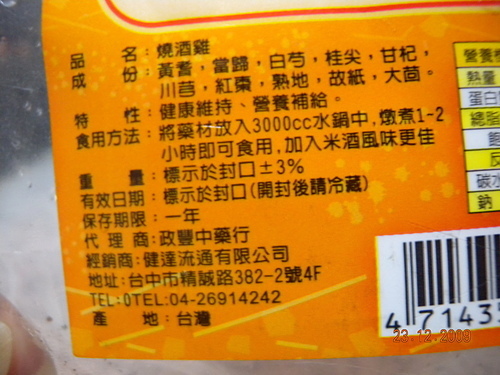 品 名：燒酒雞
成 份：黃耆，當歸，白芍，桂尖，甘杞，
川芎，紅棗，熟地，故紙，大茴。
特 性：健康維持、營養補給。
食用方法：將藥材放入3000cc水鍋中,燉煮1-2
小時即可食用,加入米酒風味更佳
重 量：標示於封口±3%
有效日期：標示於封口(開封後請冷藏)
保存期限：一年
代 理 商:政豐中藥行
經銷商:健達流通有限公司
地址:台中市精誠路382-2號4F
TEL:0TEL:04-26914242
產 地:台灣
營養
熱量
蛋白
總脂
碳水
鈉
4 71433
23.12.2009